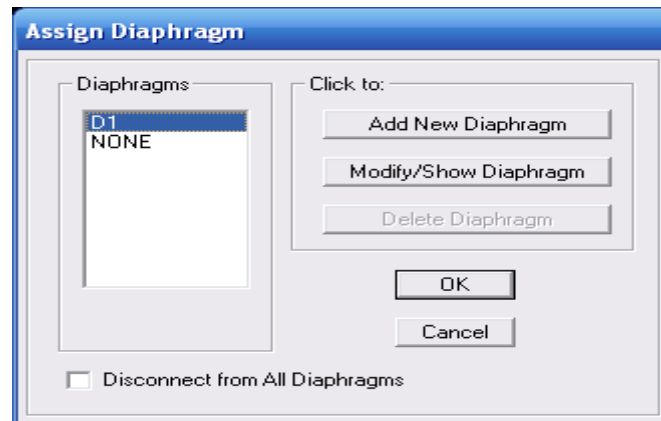 Assign Diaphragm
Diaphragms
D1
NONE
Click to:
Add New Diaphragm
Modify/Show Diaphragm
Delete Diaphragm
OK
Cancel
Disconnect from All Diaphragms